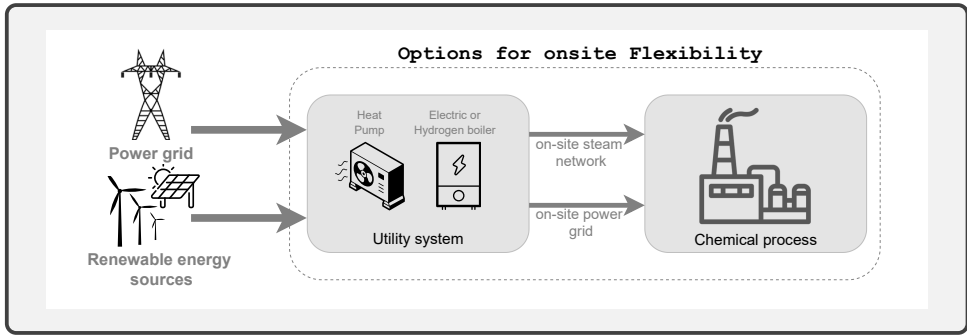 Options for onsite Flexibility
Power grid
Renewable energy
sources
Heat
Pump
Electric or
Hydrogen boiler
Utility system
on-site steam
network
on-site power
grid
Chemical process